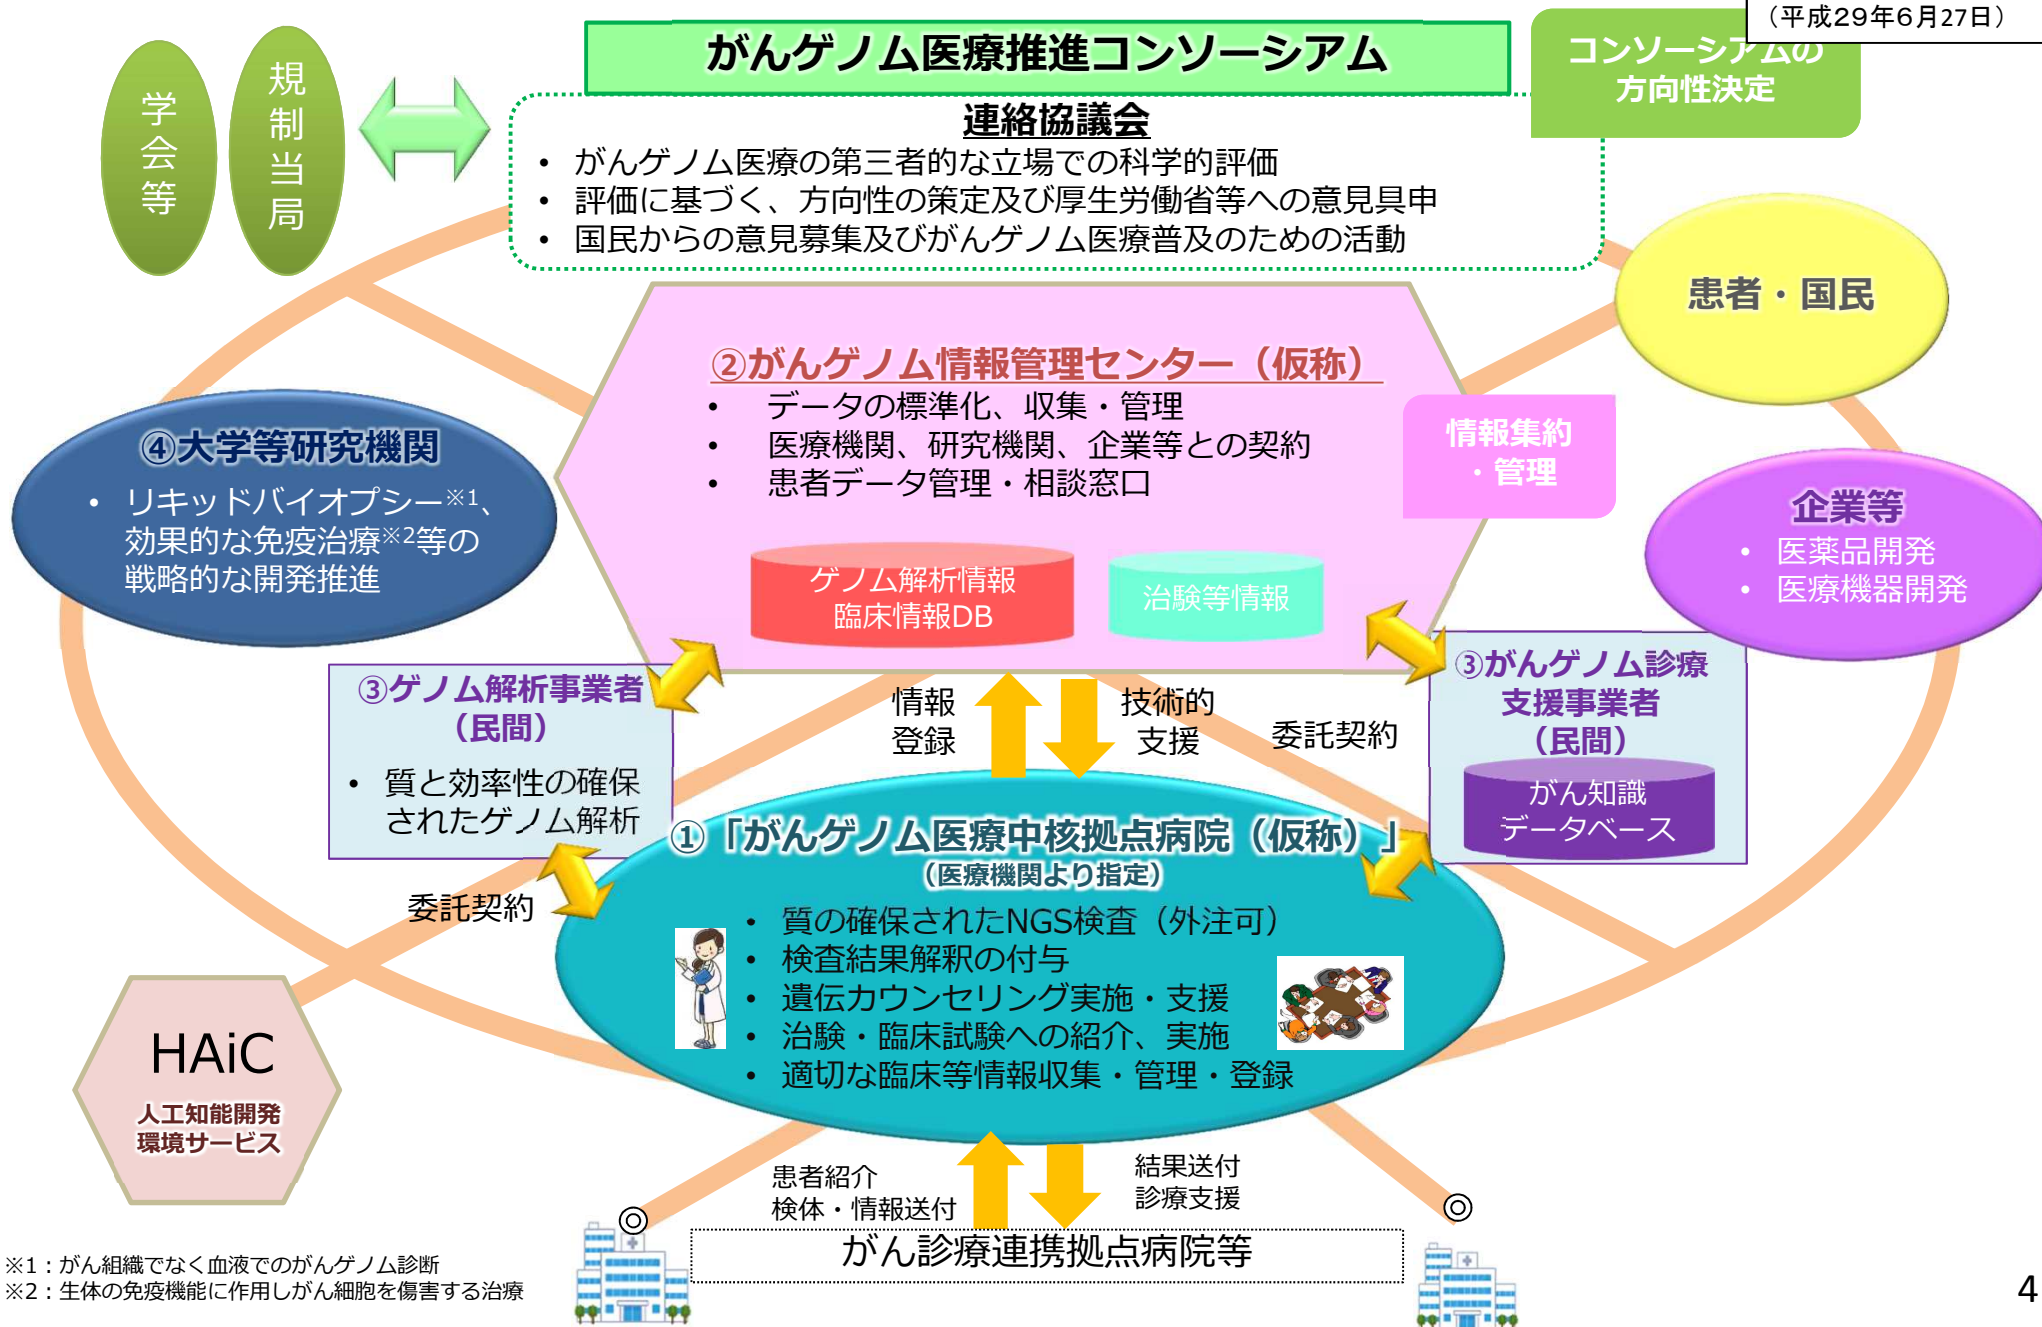 （平成29年6月27日）
がんゲノム医療推進コンソーシアム
コンソーシアムの
方向性決定
学会等
規制当局
連絡協議会
• がんゲノム医療の第三者的な立場での科学的評価
• 評価に基づく、方向性の策定及び厚生労働省等への意見具申
• 国民からの意見募集及びがんゲノム医療普及のための活動
患者・国民
②がんゲノム情報管理センター（仮称）
• データの標準化、収集・管理
• 医療機関、研究機関、企業等との契約
• 患者データ管理・相談窓口
情報集約
・管理
ゲノム解析情報
臨床情報DB
治験等情報
④大学等研究機関
• リキッドバイオプシー※1、
効果的な免疫治療※2等の
戦略的な開発推進
企業等
• 医薬品開発
• 医療機器開発
③ゲノム解析事業者
（民間）
• 質と効率性の確保
されたゲノム解析
情報
登録
技術的
支援
委託契約
③がんゲノム診療
支援事業者
（民間）
がん知識
データベース
委託契約
①「がんゲノム医療中核拠点病院（仮称）」
（医療機関より指定）
• 質の確保されたNGS検査（外注可）
• 検査結果解釈の付与
• 遺伝カウンセリング実施・支援
• 治験・臨床試験への紹介、実施
• 適切な臨床等情報収集・管理・登録
HAiC
人工知能開発
環境サービス
患者紹介
検体・情報送付
結果送付
診療支援
◎
◎
がん診療連携拠点病院等
※1：がん組織でなく血液でのがんゲノム診断
※2：生体の免疫機能に作用しがん細胞を傷害する治療
4